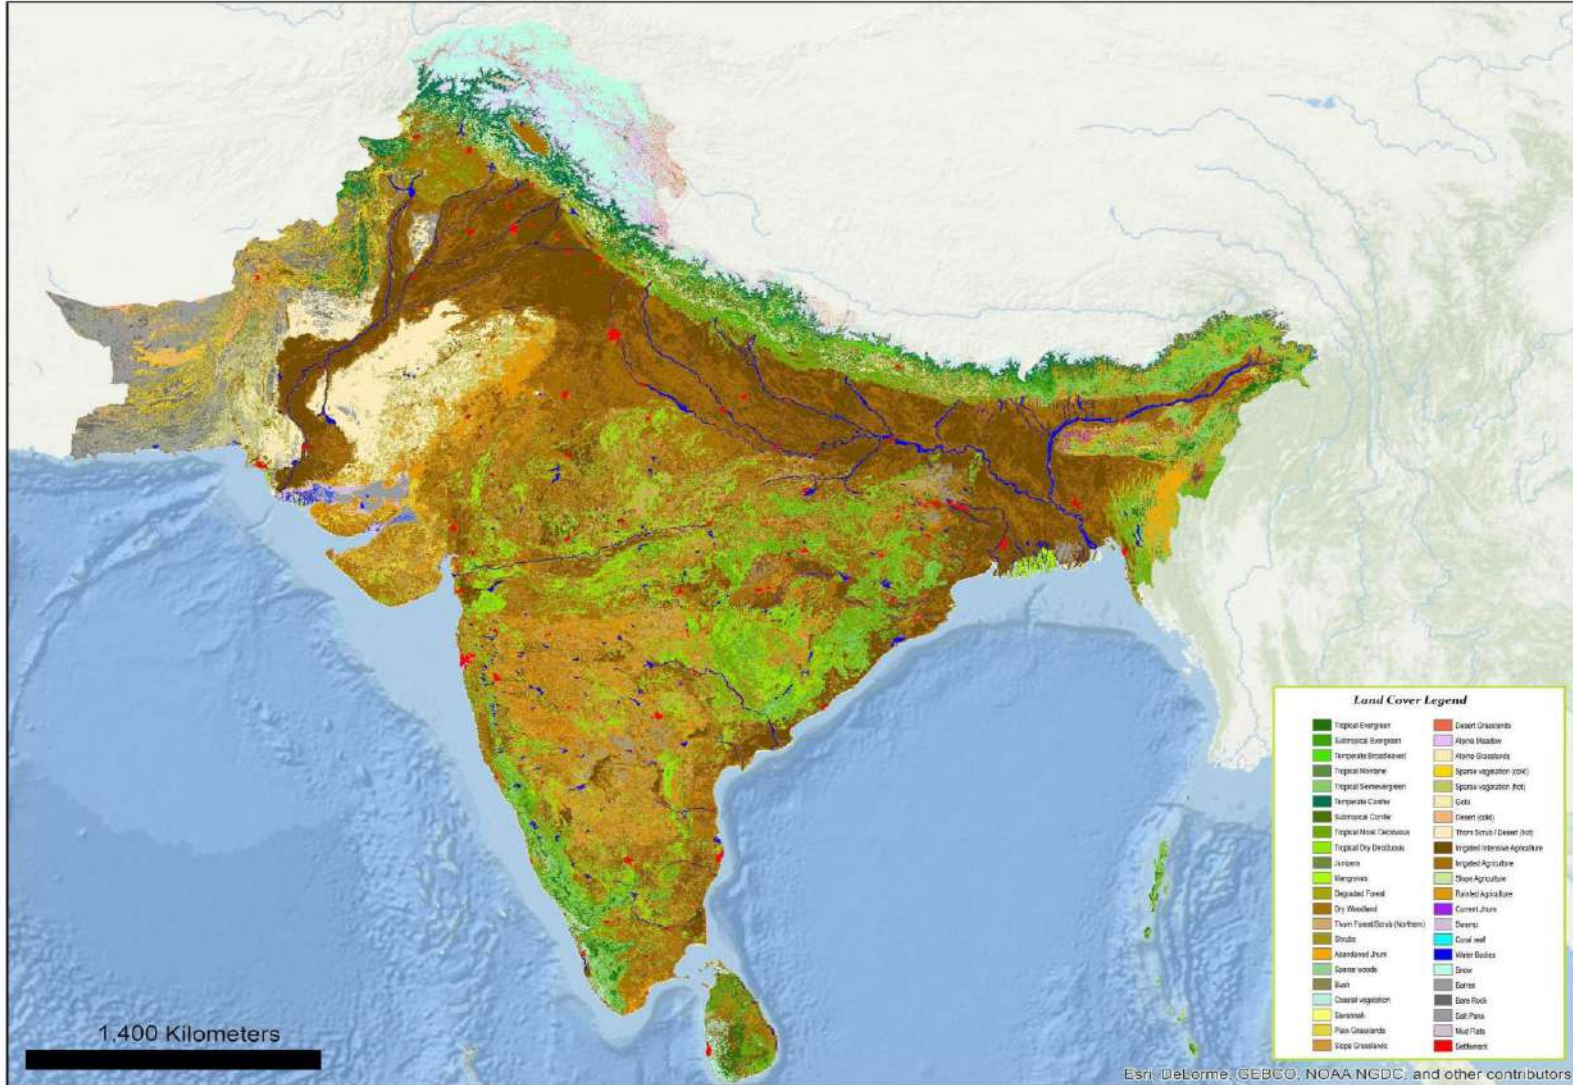 Land Cover Legend
Tropical Evergreen
Subtropical Evergreen
Temperate Broadleaved
Tropical Montane
Tropical Semievergreen
Temperate Conifer
Subtropical Conifer
Tropical Moist Deciduous
Tropical Dry Deciduous
Junipers
Mangroves
Degraded Forest
Dry Woodland
Thorn Forest/Scrub (Northern)
Shrubs
Abandoned Jhum
Sparse woods
Bush
Coastal vegetation
Savannah
Plain Grasslands
Slope Grasslands
Desert Grasslands
Alpine Meadow
Alpine Grasslands
Sparse vegetation (cold)
Sparse vegetation (hot)
Desert (cold)
Thorn Scrub / Desert (hot)
Irrigated Intensive Agriculture
Irrigated Agriculture
Slope Agriculture
Rainfed Agriculture
Current Jhum
Swamp
Coral reef
Water Bodies
Snow
Barren
Bare Rock
Salt Pans
Mud Flats
Settlement
1,400 Kilometers
Esri, DeLorme, GEBCO, NOAA NGDC, and other contributors